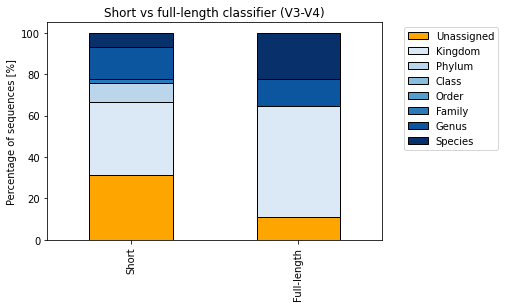 Short vs full-length classifier (V3-V4)
Percentage of sequences [%]
100
80
60
40
20
0
Short
Full-length
Unassigned
Kingdom
Phylum
Class
Order
Family
Genus
Species